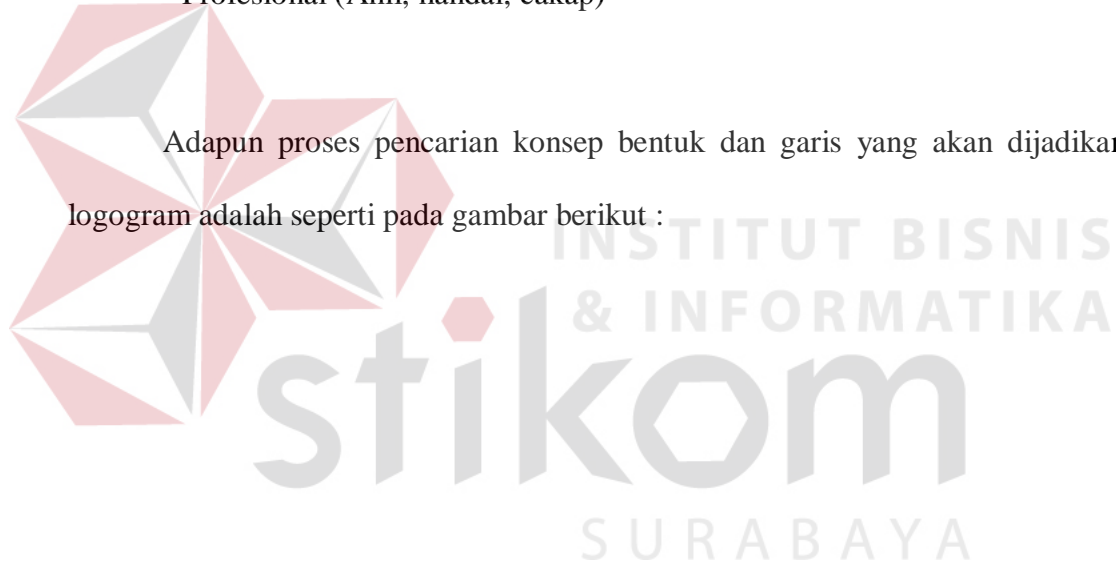 Profesional (Ahli, handal, cakap)
Adapun proses pencarian konsep bentuk dan garis yang akan dijadikan
logogram adalah seperti pada gambar berikut :
INSTITUT BISNIS
& INFORMATIKA
stikom
SURABAYA